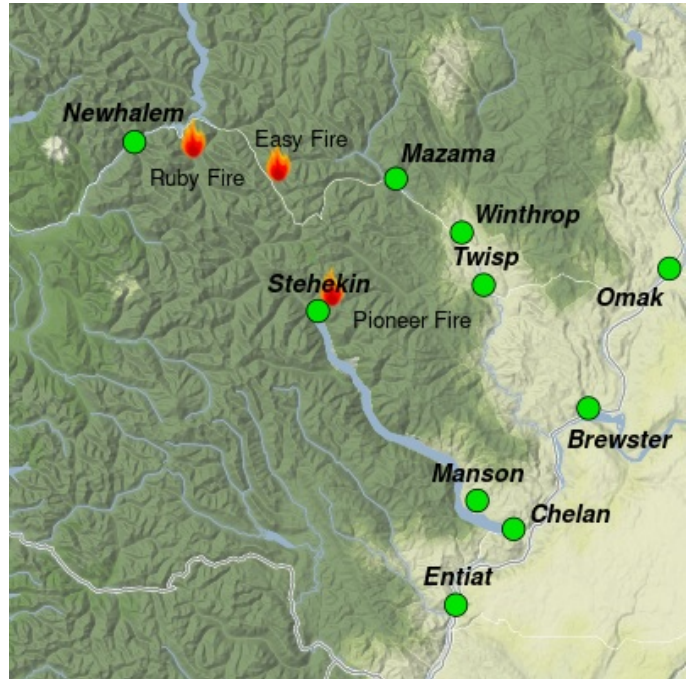 Newhalem
Easy Fire
Ruby Fire
Mazama
Winthrop
Twisp
Stehekin
Omak
Pioneer Fire
Brewster
Manson
Chelan
Entiat